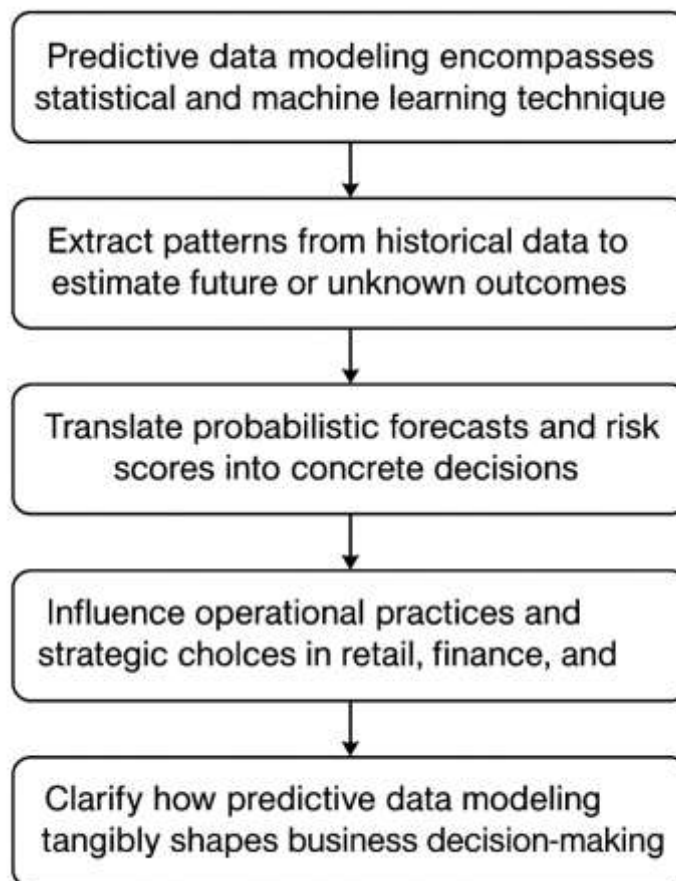 Predictive data modeling encompasses
statistical and machine learning technique
Extract patterns from historical data to
estimate future or unknown outcomes
Translate probabilistic forecasts and risk
scores into concrete decisions
Influence operational practices and
strategic cholces in retail, finance, and
Clarify how predictive data modeling
tangibly shapes business decision-making